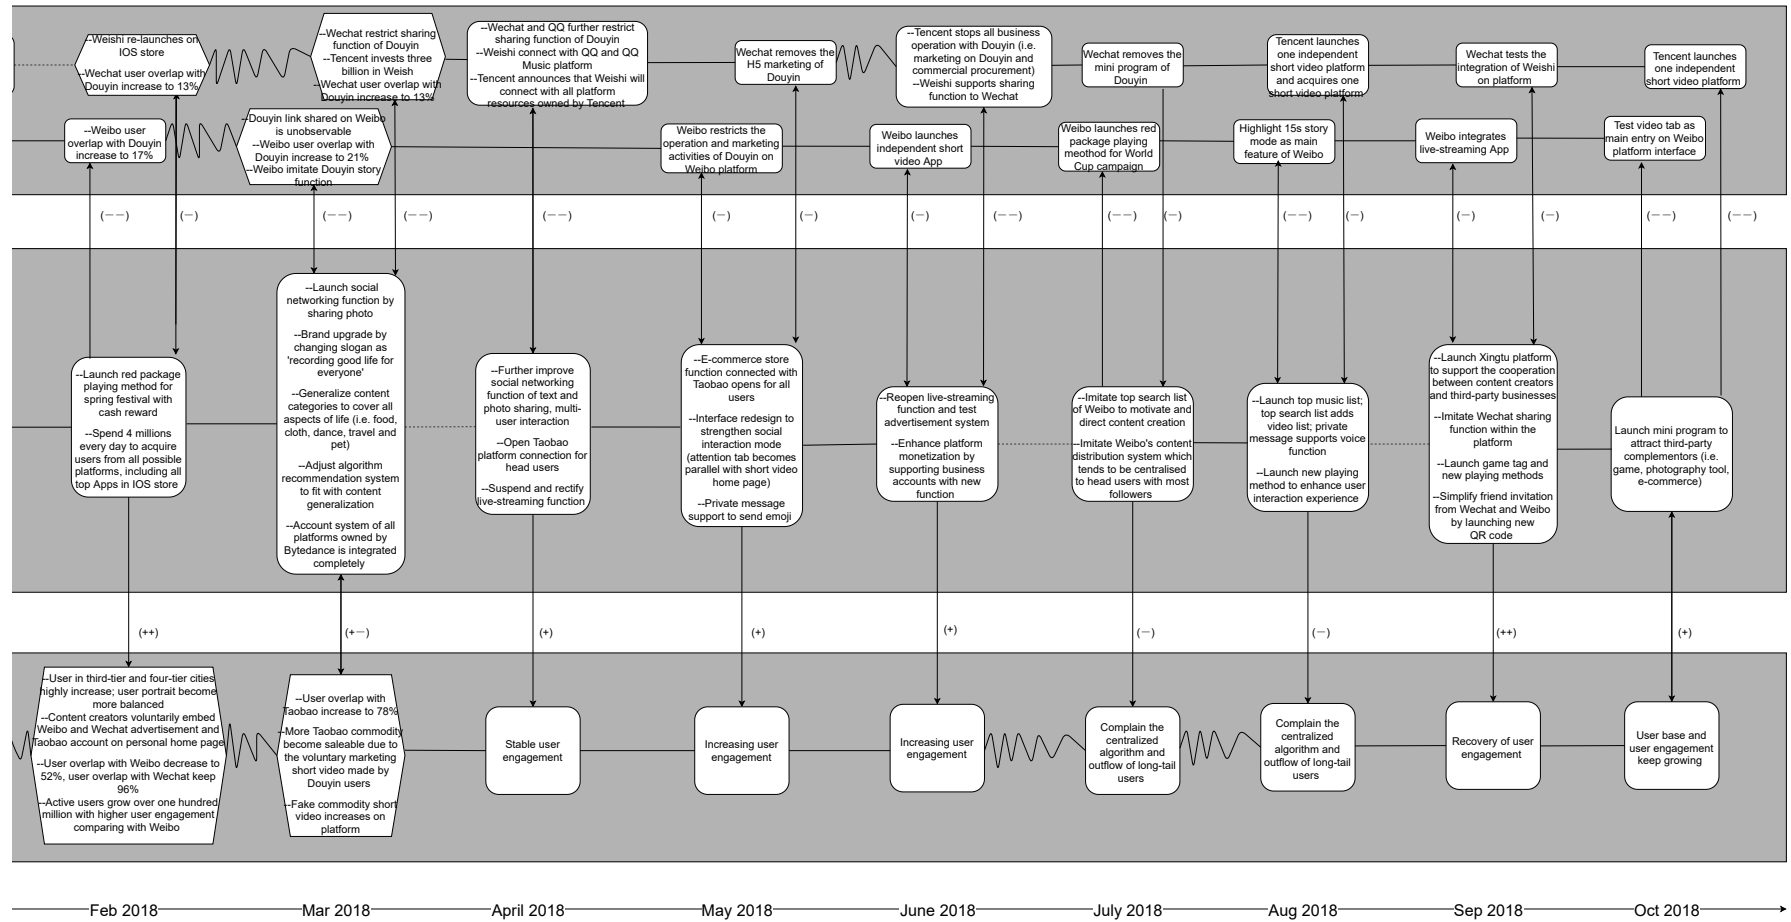 --Weishi re-launches on
IOS store
--Wechat user overlap with
Douyin increase to 13%
--Wechat restrict sharing
function of Douyin
--Tencent invests three
billion in Weish
--Wechat user overlap with
Douyin increase to 13%
--Wechat and QQ further restrict
sharing function of Douyin
--Weishi connect with QQ and QQ
Music platform
--Tencent announces that Weishi will
connect with all platform
resources owned by Tencent
Wechat removes the
H5 marketing of
Douyin
--Tencent stops all business
operation with Douyin (i.e.
marketing on Douyin and
commercial procurement)
--Weishi supports sharing
function to Wechat
Wechat removes the
mini program of
Douyin
Tencent launches
one independent
short video platform
and acquires one
short video platform
Wechat tests the
integration of Weishi
on platform
Tencent launches
one independent
short video platform
--Weibo user
overlap with Douyin
increase to 17%
--Douyin link shared on Weibo
is unobservable
--Weibo user overlap with
Douyin increase to 21%
--Weibo imitate Douyin story
function
Weibo restricts the
operation and marketing
activities of Douyin on
Weibo platform
Weibo launches
independent short
video App
Weibo launches red
package playing
meothod for World
Cup campaign
Highlight 15s story
mode as main
feature of Weibo
Weibo integrates
live-streaming App
Test video tab as
main entry on Weibo
platform interface
(−−)
(−)
(−−)
(−−)
(−−)
(−)
(−)
(−)
(−−)
(−−)
(−)
(−−)
(−)
(−)
(−)
(−−)
(−−)
--Launch red package
playing method for
spring festival with
cash reward
--Spend 4 millions
every day to acquire
users from all possible
platforms, including all
top Apps in IOS store
--Launch social
networking function by
sharing photo
--Brand upgrade by
changing slogan as
'recording good life for
everyone'
--Generalize content
categories to cover all
aspects of life (i.e. food,
cloth, dance, travel and
pet)
--Adjust algorithm
recommendation system
to fit with content
generalization
--Account system of all
platforms owned by
Bytedance is integrated
completely
--Further improve
social networking
function of text and
photo sharing, multi-
user interaction
--Open Taobao
platform connection for
head users
--Suspend and rectify
live-streaming function
--E-commerce store
function connected with
Taobao opens for all
users
--Interface redesign to
strengthen social
interaction mode
(attention tab becomes
parallel with short video
home page)
--Private message
support to send emoji
--Reopen live-streaming
function and test
advertisement system
--Enhance platform
monetization by
supporting business
accounts with new
function
--Imitate top search list
of Weibo to motivate and
direct content creation
--Imitate Weibo's content
distribution system which
tends to be centralised
to head users with most
followers
--Launch top music list;
top search list adds
video list; private
message supports voice
function
--Launch new playing
method to enhance user
interaction experience
--Launch Xingtu platform
to support the cooperation
between content creators
and third-party businesses
--Imitate Wechat sharing
function within the
platform
--Launch game tag and
new playing methods
--Simplify friend invitation
from Wechat and Weibo
by launching new
QR code
Launch mini program to
attract third-party
complementors (i.e.
game, photography tool,
e-commerce)
(++)
(+−)
(+)
(+)
(+)
(−)
(−)
(++)
(+)
--User in third-tier and four-tier cities
highly increase; user portrait become
more balanced
--Content creators voluntarily embed
Weibo and Wechat advertisement and
Taobao account on personal home page
--User overlap with Weibo decrease to
52%, user overlap with Wechat keep
96%
--Active users grow over one hundred
million with higher user engagement
comparing with Weibo
--User overlap with
Taobao increase to 78%
--More Taobao commodity
become saleable due to
the voluntary marketing
short video made by
Douyin users
--Fake commodity short
video increases on
platform
Stable user
engagement
Increasing user
engagement
Increasing user
engagement
Complain the
centralized
algorithm and
outflow of long-tail
users
Complain the
centralized
algorithm and
outflow of long-tail
users
Recovery of user
engagement
User base and
user engagement
keep growing
Feb 2018
Mar 2018
April 2018
May 2018
June 2018
July 2018
Aug 2018
Sep 2018
Oct 2018